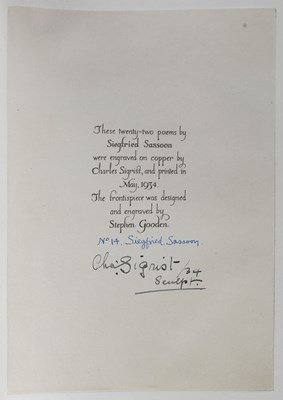 These twenty-two poems by
Siegfried Sassoon
were engraved on copper by
Charles Sigrist, and printed in
May, 1934.
The frontispiece was designed
and engraved by
Stephen Gooden.
No 14. Siegfried Sassoon
Chas Sigrist /34
Sculpt.